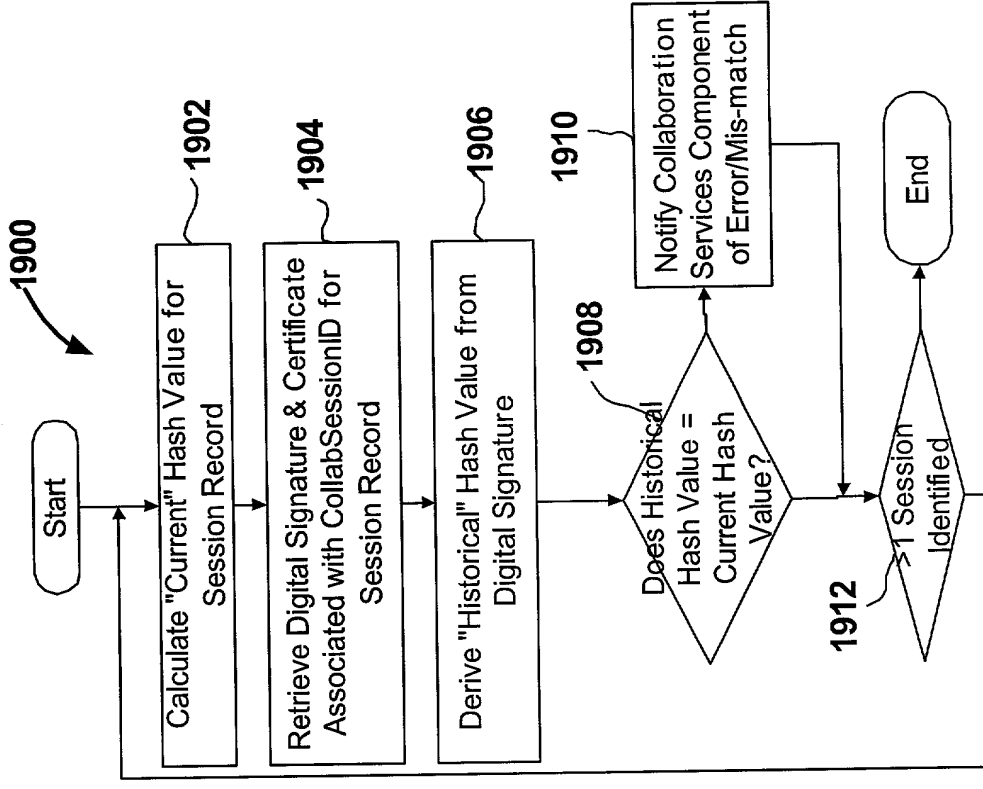 1900
Start
Calculate "Current" Hash Value for
Session Record
1902
Retrieve Digital Signature & Certificate
Associated with CollabSessionID for
Session Record
1904
Derive "Historical" Hash Value from
Digital Signature
1906
Does Historical
Hash Value =
Current Hash
Value?
1908
Notify Collaboration
Services Component
of Error/Mis-match
1910
>1 Session
Identified
1912
End